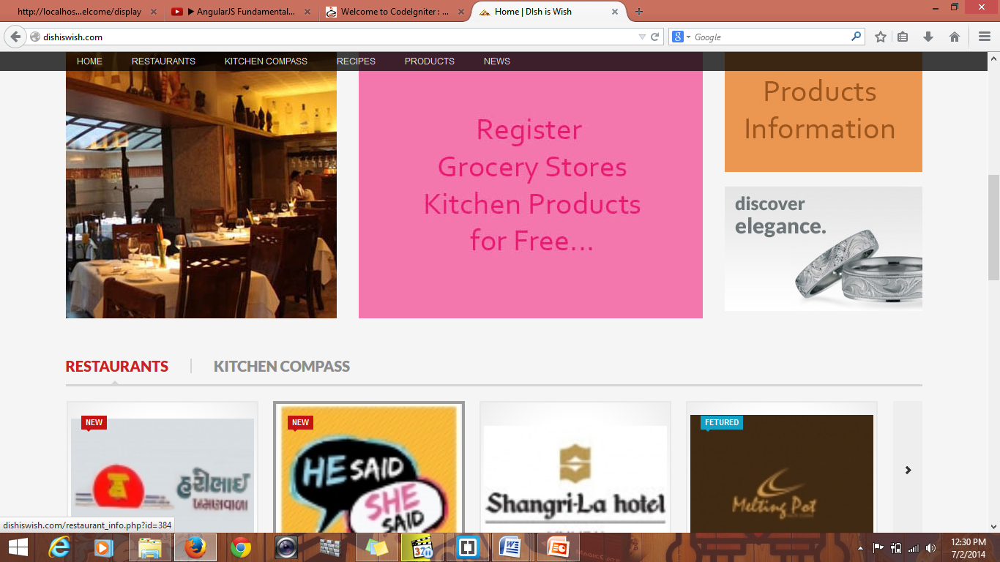 http://localhos...elcome/display
▶ AngularJS Fundamental...
Welcome to CodeIgniter : ...
Home | DIsh is Wish
dishiswish.com
Google
HOME RESTAURANTS KITCHEN COMPASS RECIPES PRODUCTS NEWS
Register
Grocery Stores
Kitchen Products
for Free...
Products
Information
discover
elegance.
RESTAURANTS
KITCHEN COMPASS
NEW
હરીભાઈ
NEW
HE SAID
SHE
SAID
Shangri-La hotel
FETURED
Melting Pot
dishiswish.com/restaurant_info.php?id=384
12:30 PM
7/2/2014